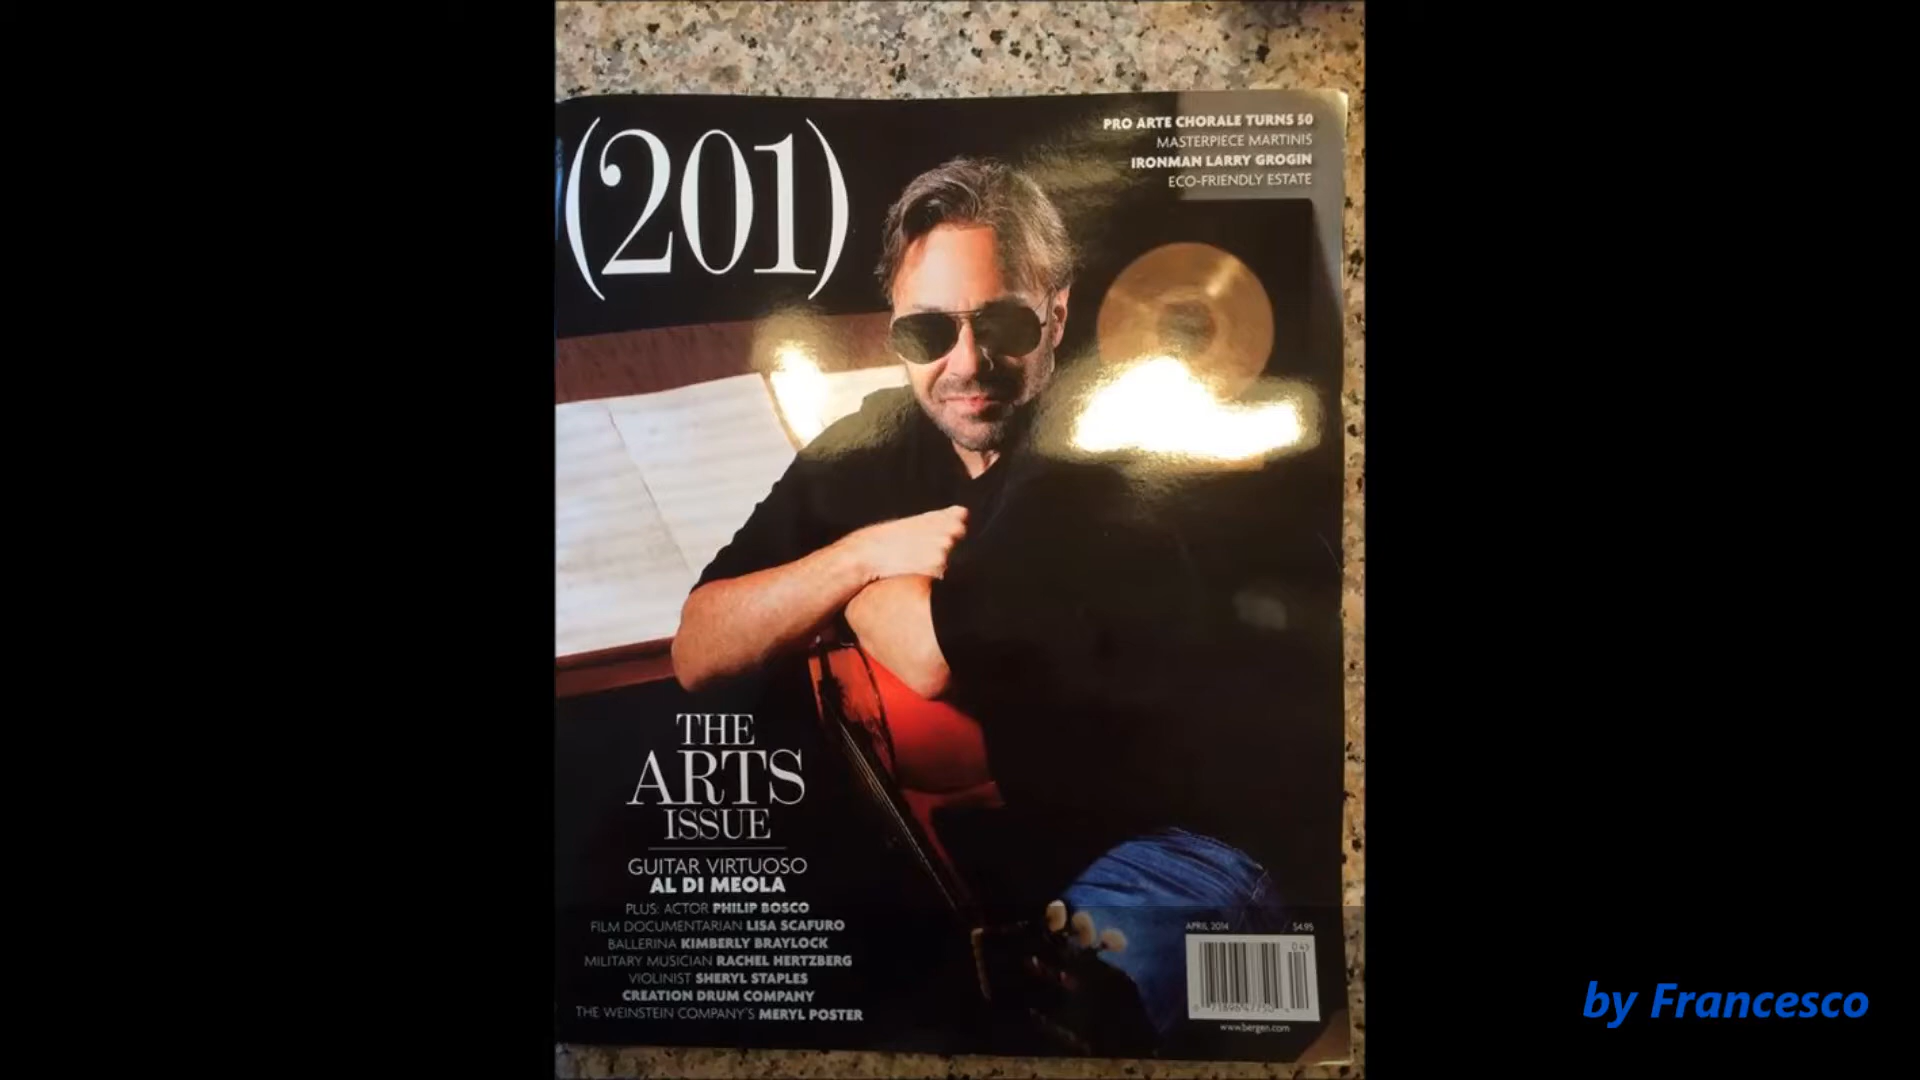 (201)
PRO ARTE CHORALE TURNS 50
MASTERPIECE MARTINIS
IRONMAN LARRY GROGIN
ECO-FRIENDLY ESTATE
THE
ARTS
ISSUE
GUITAR VIRTUOSO
AL DI MEOLA
PLUS: ACTOR PHILIP BOSCO
FILM DOCUMENTARIAN LISA SCAFURO
BALLERINA KIMBERLY BRAYLOCK
MILITARY MUSICIAN RACHEL HERTZBERG
VIOLINIST SHERYL STAPLES
CREATION DRUM COMPANY
THE WEINSTEIN COMPANY'S MERYL POSTER
APRIL 2014 $4.95
04>
www.bergen.com
by Francesco